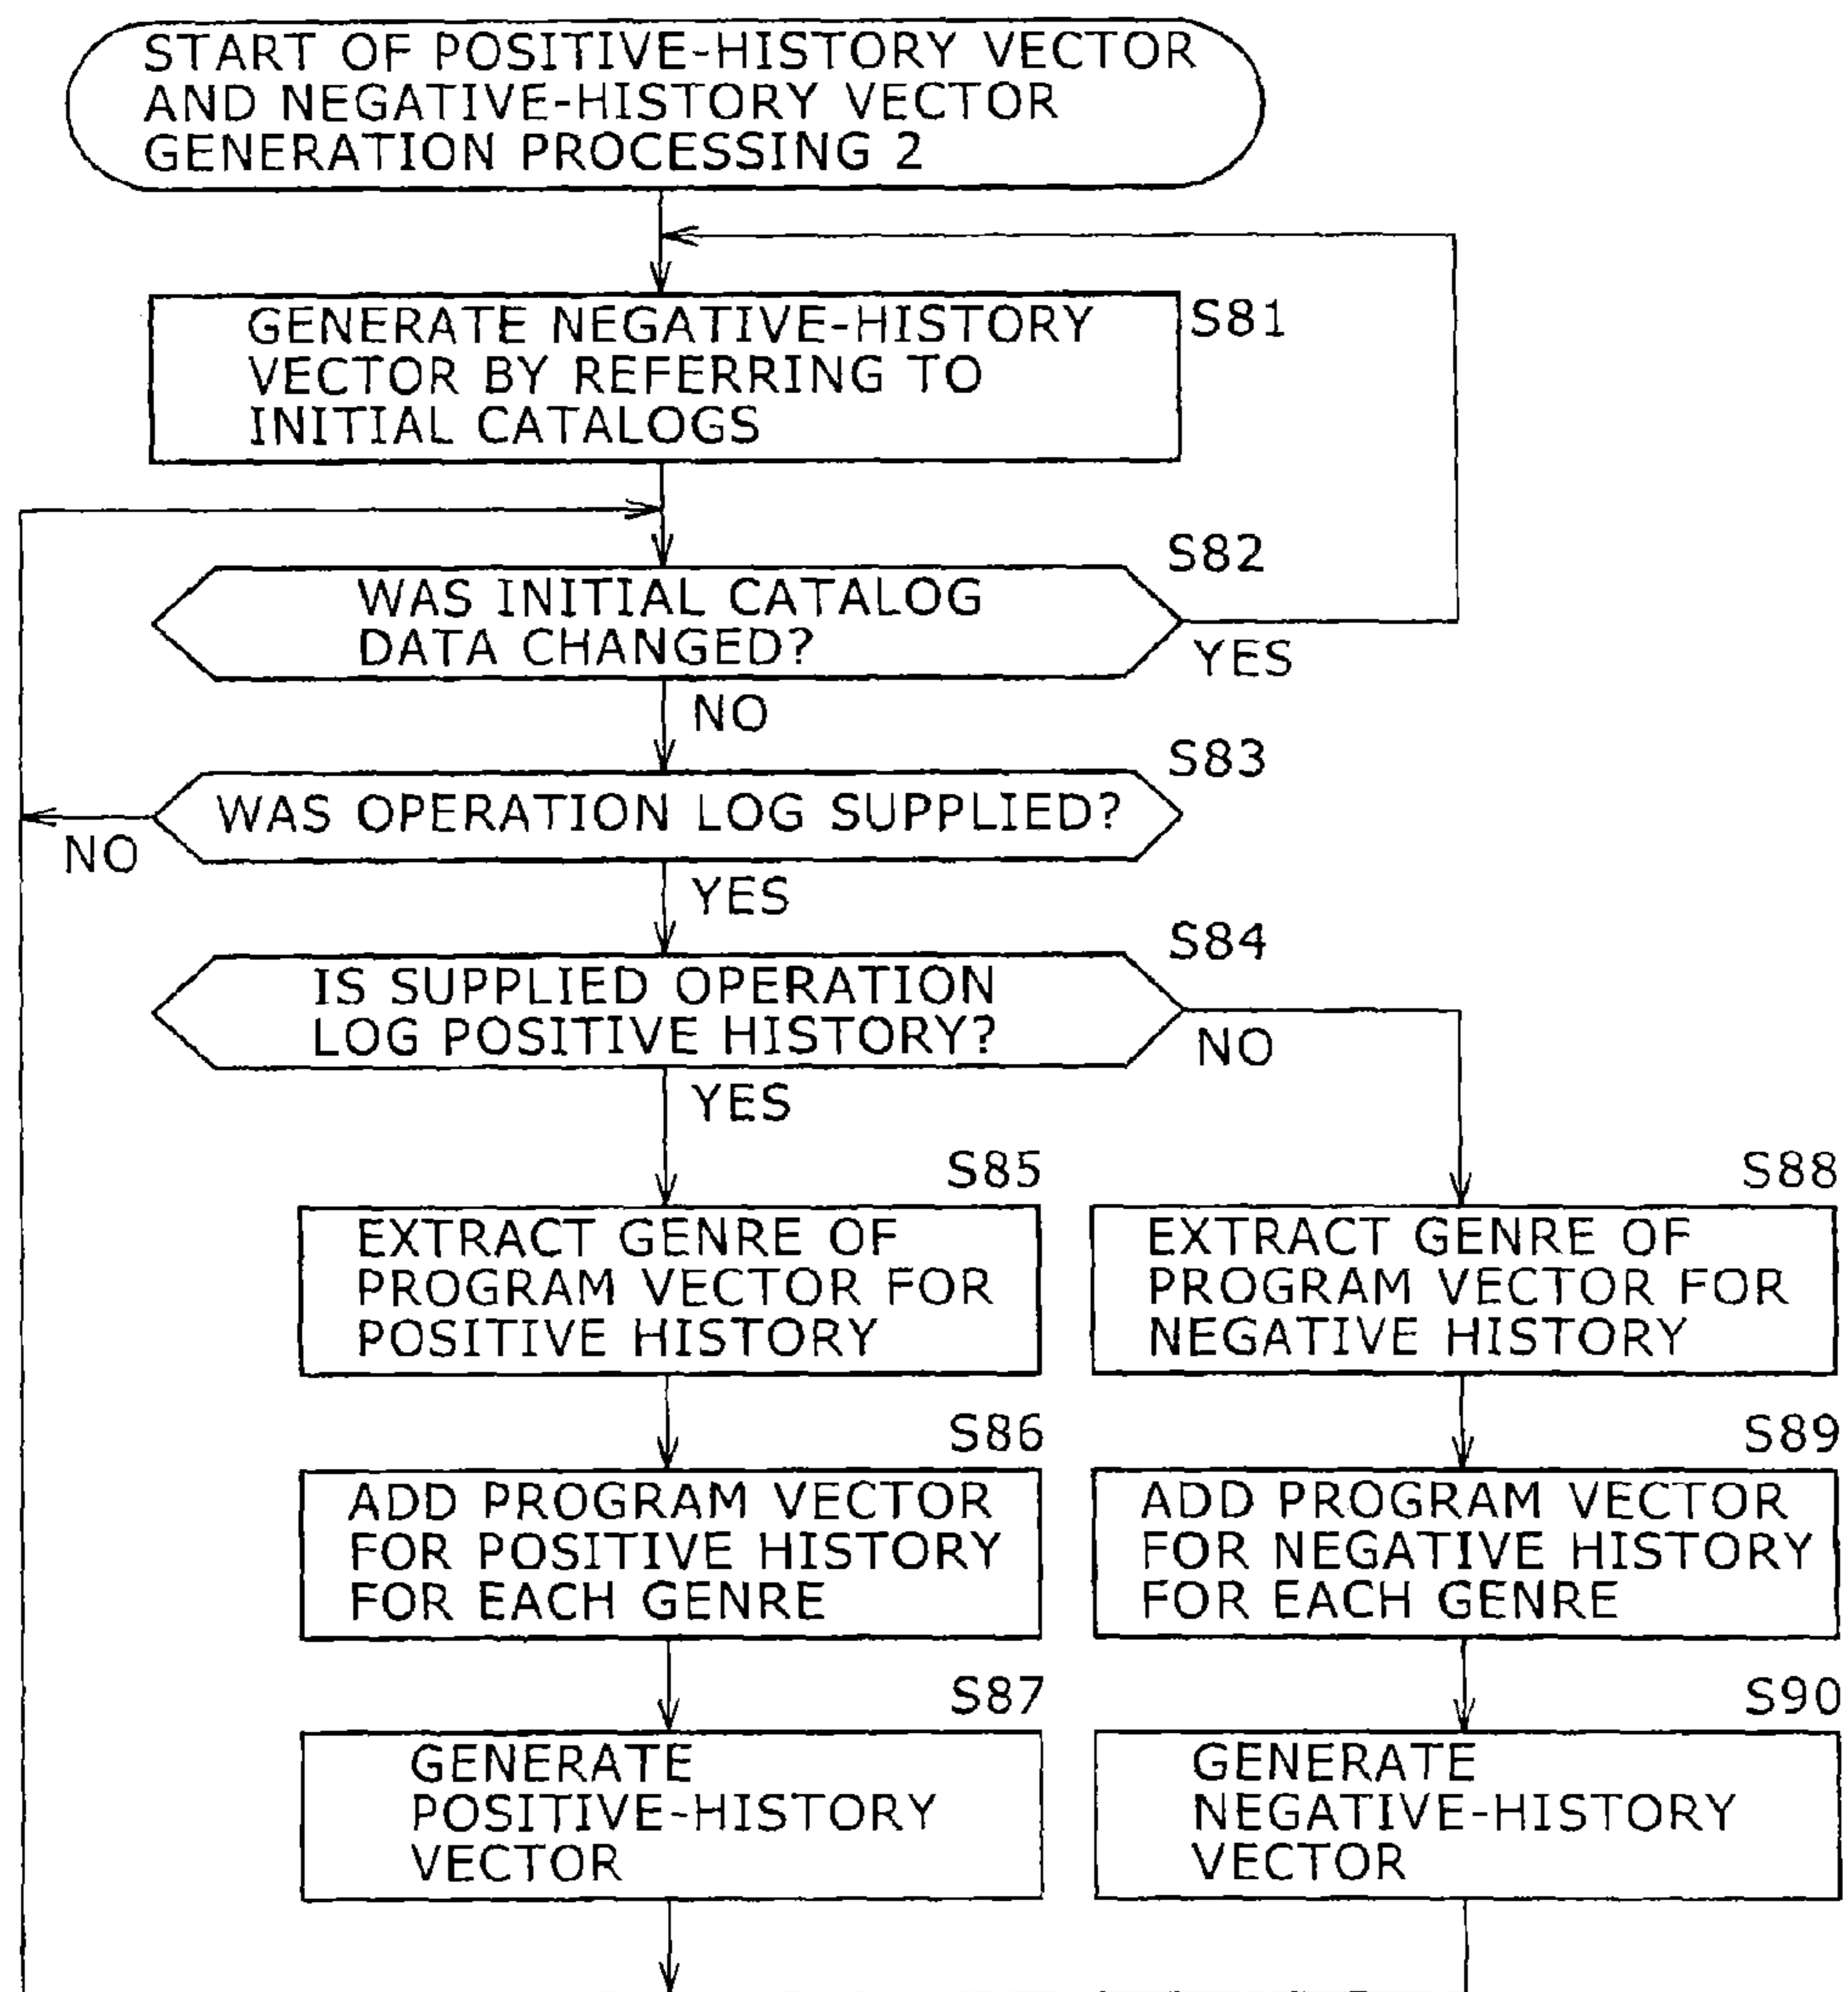 START OF POSITIVE-HISTORY VECTOR
AND NEGATIVE-HISTORY VECTOR
GENERATION PROCESSING 2
GENERATE NEGATIVE-HISTORY
VECTOR BY REFERRING TO
INITIAL CATALOGS
S81
S82
WAS INITIAL CATALOG
DATA CHANGED?
YES
NO
S83
WAS OPERATION LOG SUPPLIED?
NO
YES
S84
IS SUPPLIED OPERATION
LOG POSITIVE HISTORY?
NO
YES
S85
EXTRACT GENRE OF
PROGRAM VECTOR FOR
POSITIVE HISTORY
S88
EXTRACT GENRE OF
PROGRAM VECTOR FOR
NEGATIVE HISTORY
S86
ADD PROGRAM VECTOR
FOR POSITIVE HISTORY
FOR EACH GENRE
S89
ADD PROGRAM VECTOR
FOR NEGATIVE HISTORY
FOR EACH GENRE
S87
GENERATE
POSITIVE-HISTORY
VECTOR
S90
GENERATE
NEGATIVE-HISTORY
VECTOR